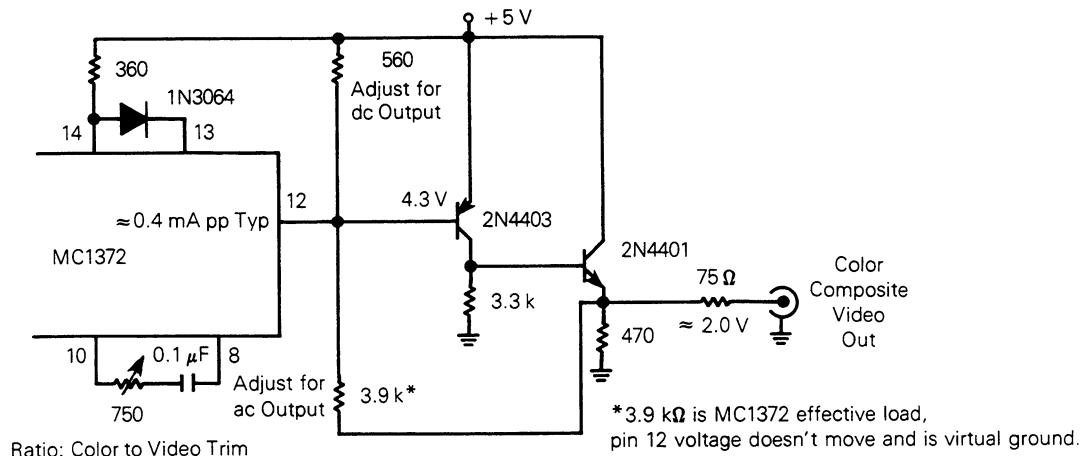 +5 V
360
560
Adjust for
dc Output
1N3064
14
13
12
4.3 V
2N4403
≈0.4 mA pp Typ
MC1372
2N4401
75 Ω
Color
Composite
Video
Out
3.3 k
470
≈ 2.0 V
10
0.1 μF
8
750
Adjust for
ac Output
3.9 k*
*3.9 kΩ is MC1372 effective load,
pin 12 voltage doesn't move and is virtual ground.
Ratio: Color to Video Trim